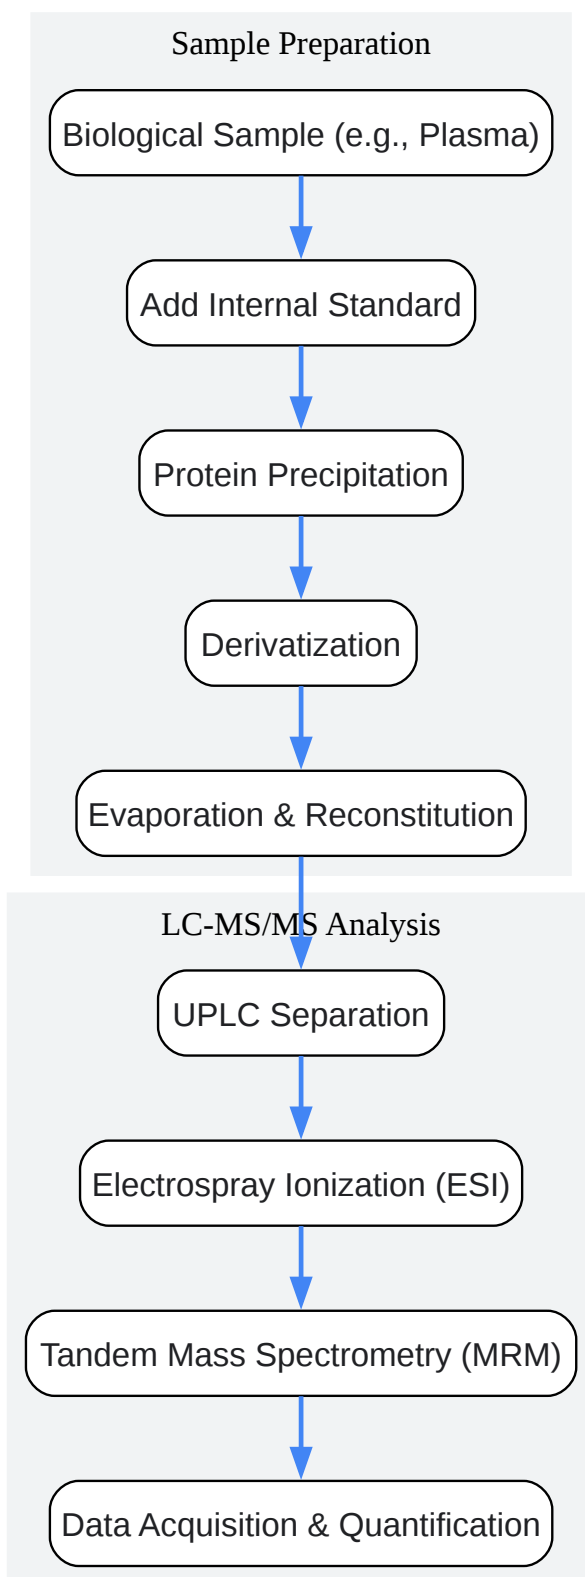 Sample Preparation
Biological Sample (e.g., Plasma)
Add Internal Standard
Protein Precipitation
Derivatization
Evaporation & Reconstitution
LC-MS/MS Analysis
UPLC Separation
Electrospray Ionization (ESI)
Tandem Mass Spectrometry (MRM)
Data Acquisition & Quantification